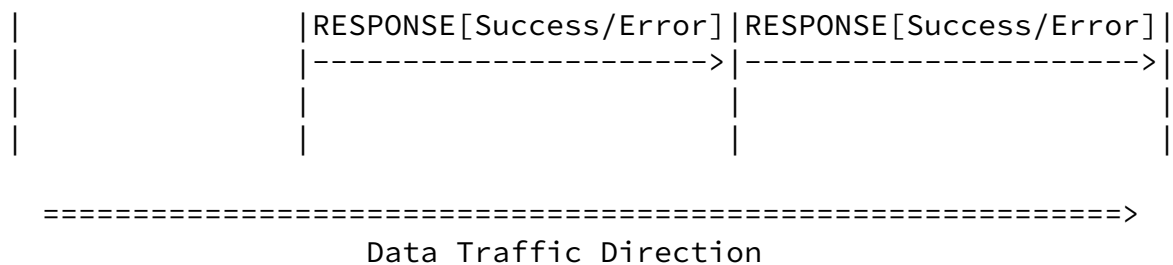 |               |RESPONSE[Success/Error]|RESPONSE[Success/Error]|
|               |---------------------->|---------------------->|
|               |                       |                       |
|               |                       |                       |
============================================================>
Data Traffic Direction